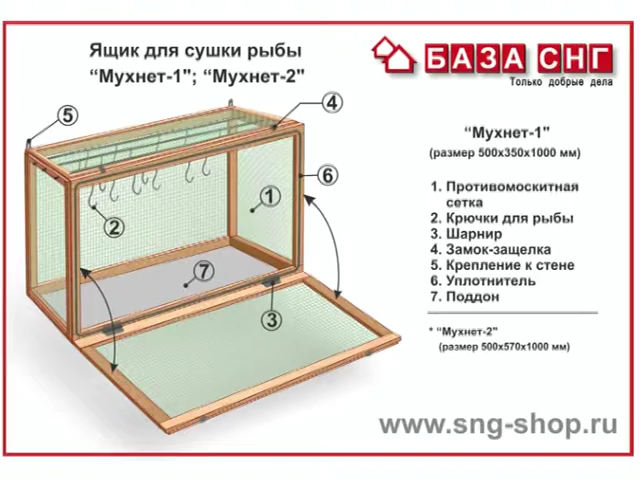 Ящик для сушки рыбы
“Мухнет-1"; “Мухнет-2"
БАЗА СНГ
Только добрые дела
“Мухнет-1"
(размер 500х350х1000 мм)
1. Противомоскитная
сетка
2. Крючки для рыбы
3. Шарнир
4. Замок-защелка
5. Крепление к стене
6. Уплотнитель
7. Поддон
* “Мухнет-2"
(размер 500х570х1000 мм)
5
4
6
1
2
7
3
www.sng-shop.ru